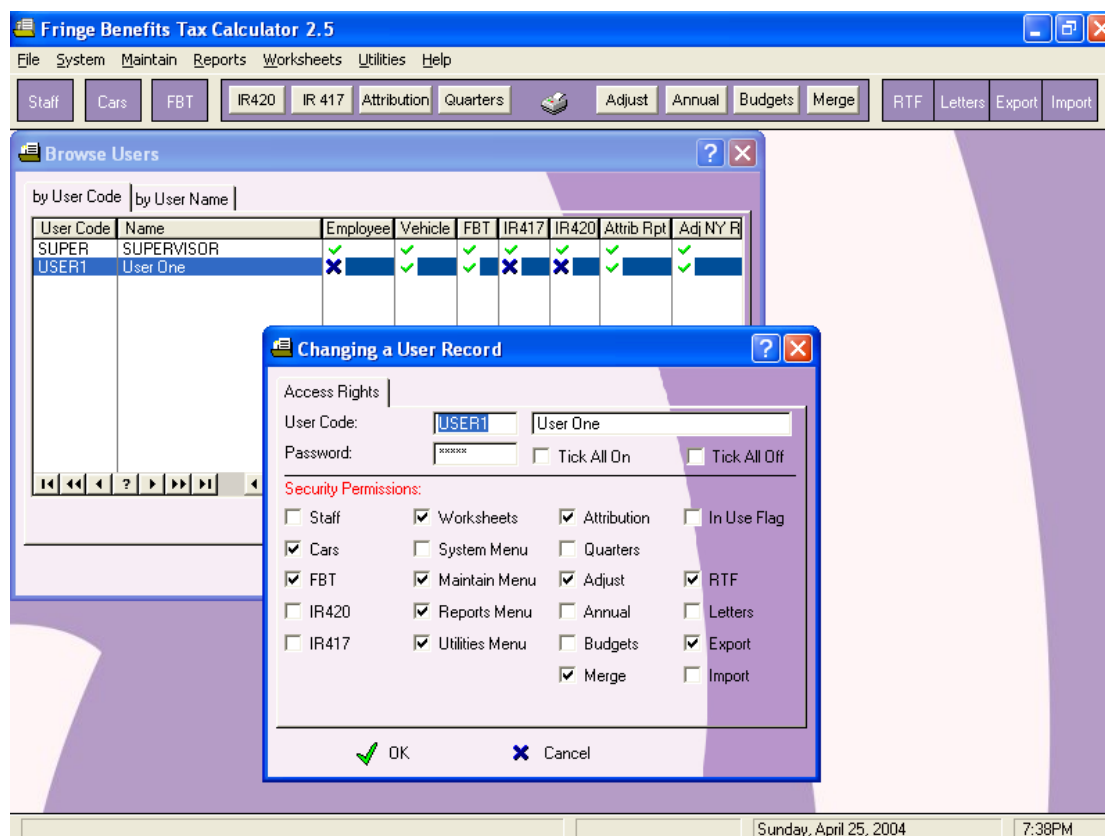 Fringe Benefits Tax Calculator 2.5
File System Maintain Reports Worksheets Utilities Help
Staff Cars FBT IR420 IR 417 Attribution Quarters Adjust Annual Budgets Merge RTF Letters Export Import
Browse Users
by User Code by User Name
User Code Name Employee Vehicle FBT IR417 IR420 Attrib Rpt Adj NY R
SUPER SUPERVISOR
USER1 User One
Changing a User Record
Access Rights
User Code: USER1 User One
Password: xxxxx Tick All On Tick All Off
Security Permissions:
Staff Worksheets Attribution In Use Flag
Cars System Menu Quarters
FBT Maintain Menu Adjust RTF
IR420 Reports Menu Annual Letters
IR417 Utilities Menu Budgets Export
Merge Import
OK Cancel
Sunday, April 25, 2004 7:38PM